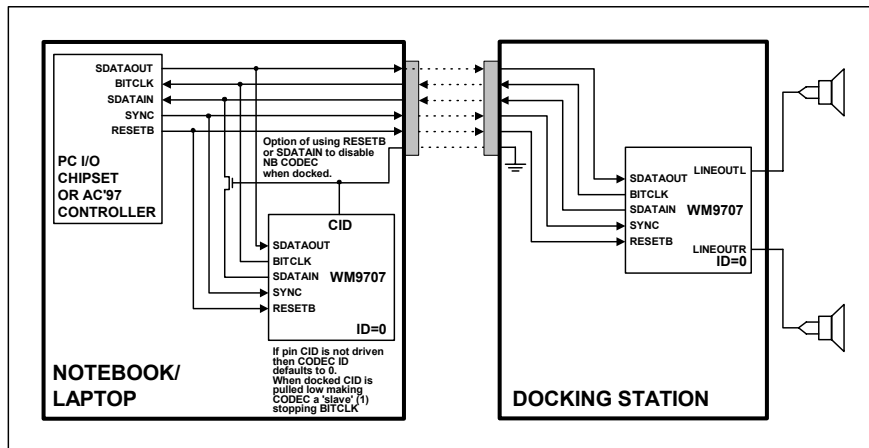 SDATAOUT
BITCLK
SDATAIN
SYNC
RESETB
PC I/O
CHIPSET
OR AC'97
CONTROLLER
Option of using RESETB
or SDATAIN to disable
NB CODEC
when docked.
CID
SDATAOUT
BITCLK
SDATAIN
WM9707
SYNC
RESETB
ID=0
If pin CID is not driven
then CODEC ID
defaults to 0.
When docked CID is
pulled low making
CODEC a 'slave' (1)
stopping BITCLK
NOTEBOOK/
LAPTOP
LINEOUTL
SDATAOUT
BITCLK
SDATAIN
WM9707
SYNC
RESETB
LINEOUTR
ID=0
DOCKING STATION